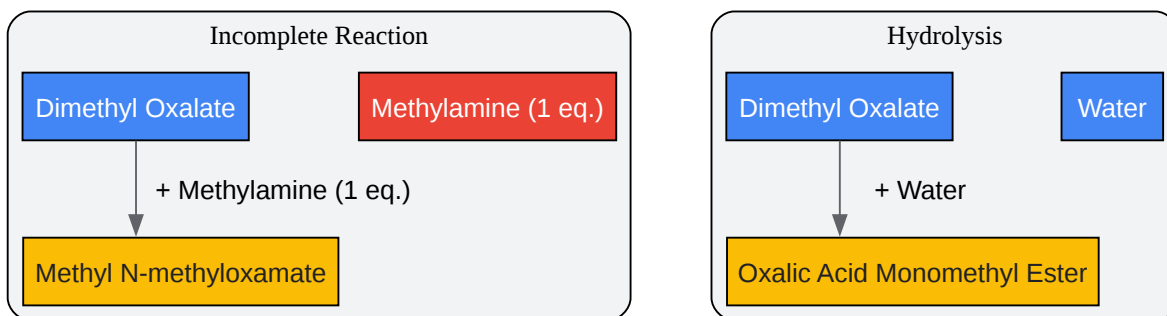 Incomplete Reaction
Dimethyl Oxalate
Methylamine (1 eq.)
+ Methylamine (1 eq.)
Methyl N-methyloxamate
Hydrolysis
Dimethyl Oxalate
Water
+ Water
Oxalic Acid Monomethyl Ester